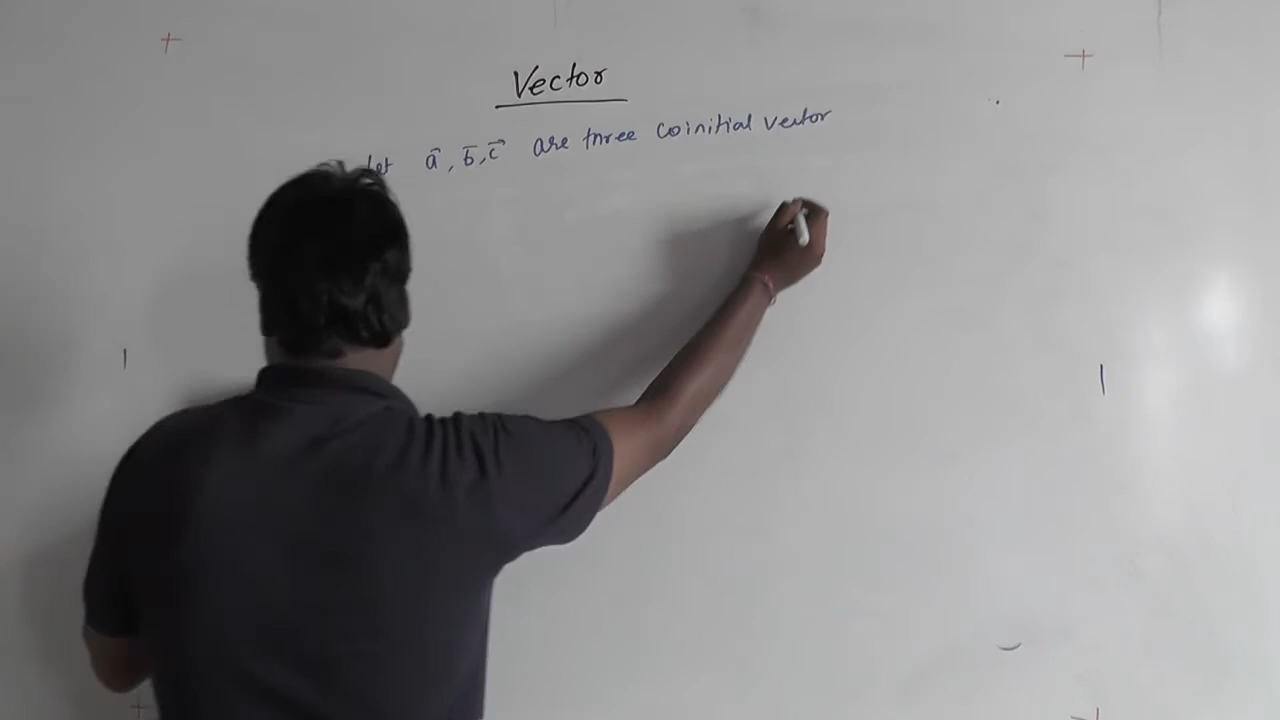 Vector
Let a⃗, b̅, c⃗ are three coinitial vector